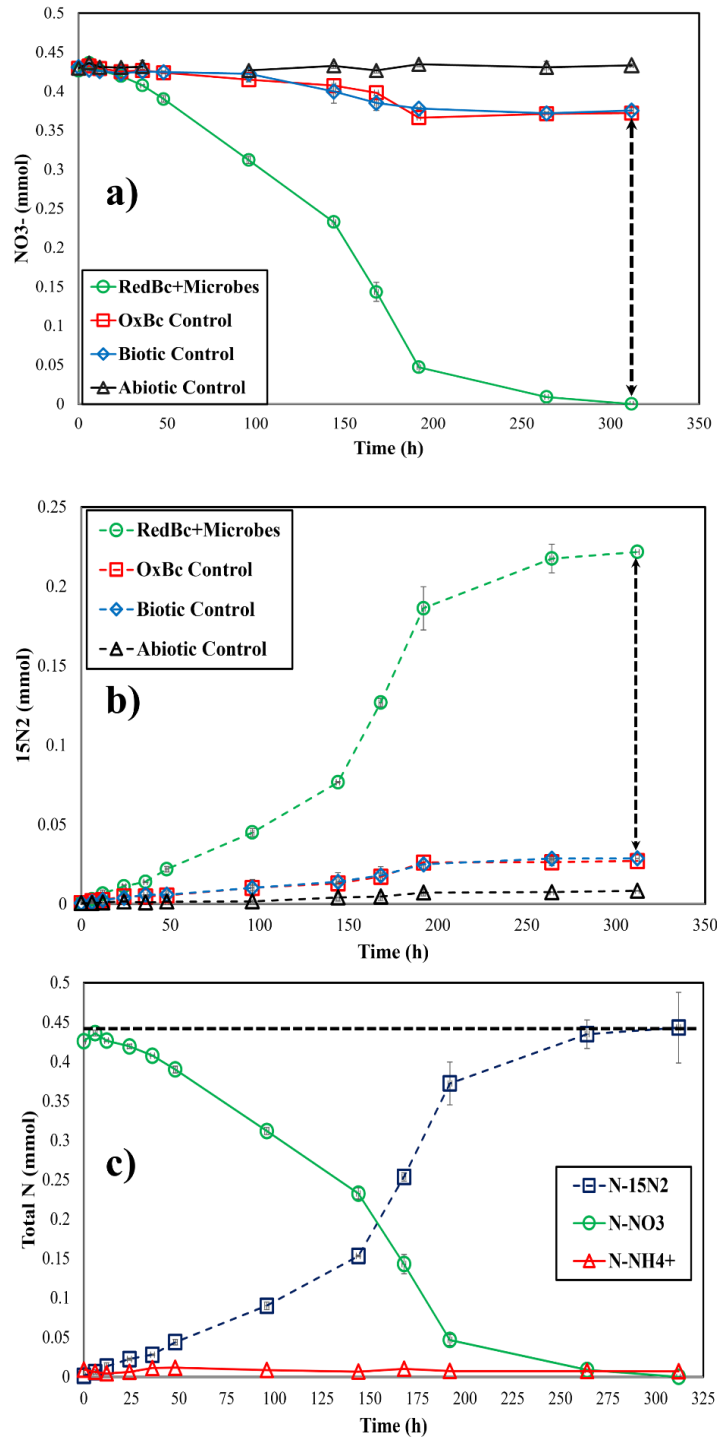 0.5
0.45
0.4
0.35
0.3
0.25
0.2
0.15
0.1
0.05
0
NO3- (mmol)
a)
RedBc+Microbes
OxBc Control
Biotic Control
Abiotic Control
0 50 100 150 200 250 300 350
Time (h)
0.25
0.2
0.15
0.1
0.05
0
15N2 (mmol)
RedBc+Microbes
OxBc Control
Biotic Control
Abiotic Control
b)
0 50 100 150 200 250 300 350
Time (h)
0.5
0.45
0.4
0.35
0.3
0.25
0.2
0.15
0.1
0.05
0
Total N (mmol)
c)
N-15N2
N-NO3
N-NH4+
0 25 50 75 100 125 150 175 200 225 250 275 300 325
Time (h)